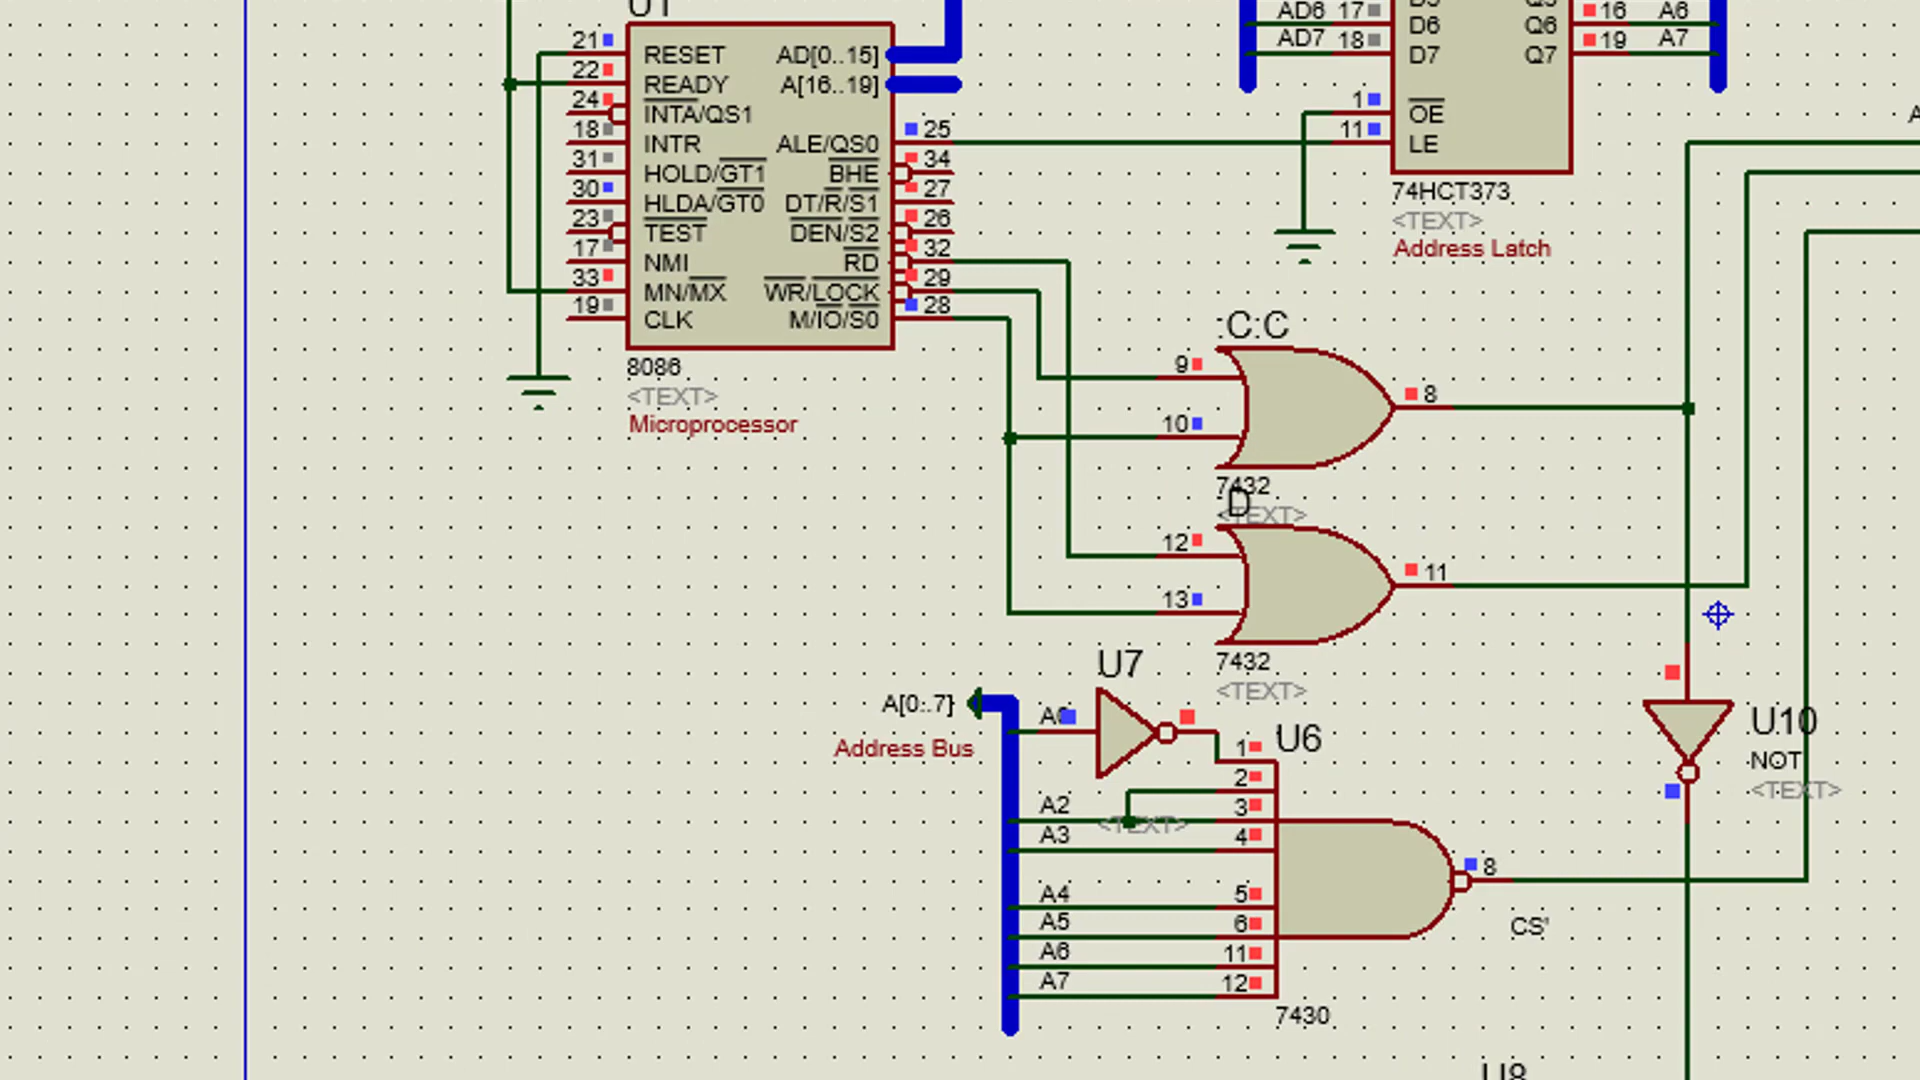 U1
21 RESET AD[0..15]
22 READY A[16..19]
24 INTA/QS1
18 INTR ALE/QS0 25
31 HOLD/GT1 BHE 34
30 HLDA/GT0 DT/R/S1 27
23 TEST DEN/S2 26
17 NMI RD 32
33 MN/MX WR/LOCK 29
19 CLK M/IO/S0 28
8086
<TEXT>
Microprocessor
AD6 17 D6 Q6 16 A6
AD7 18 D7 Q7 19 A7
1 OE
11 LE
74HCT373
<TEXT>
Address Latch
:C:C
9
10
8
7432
<TEXT>
D
12
13
11
7432
<TEXT>
U7
A[0:.7]
Address Bus
<TEXT>
U6
1
2
A2 3
A3 4
A4 5
A5 6
A6 11
A7 12
8
7430
CS'
U10
NOT
<TEXT>
U8